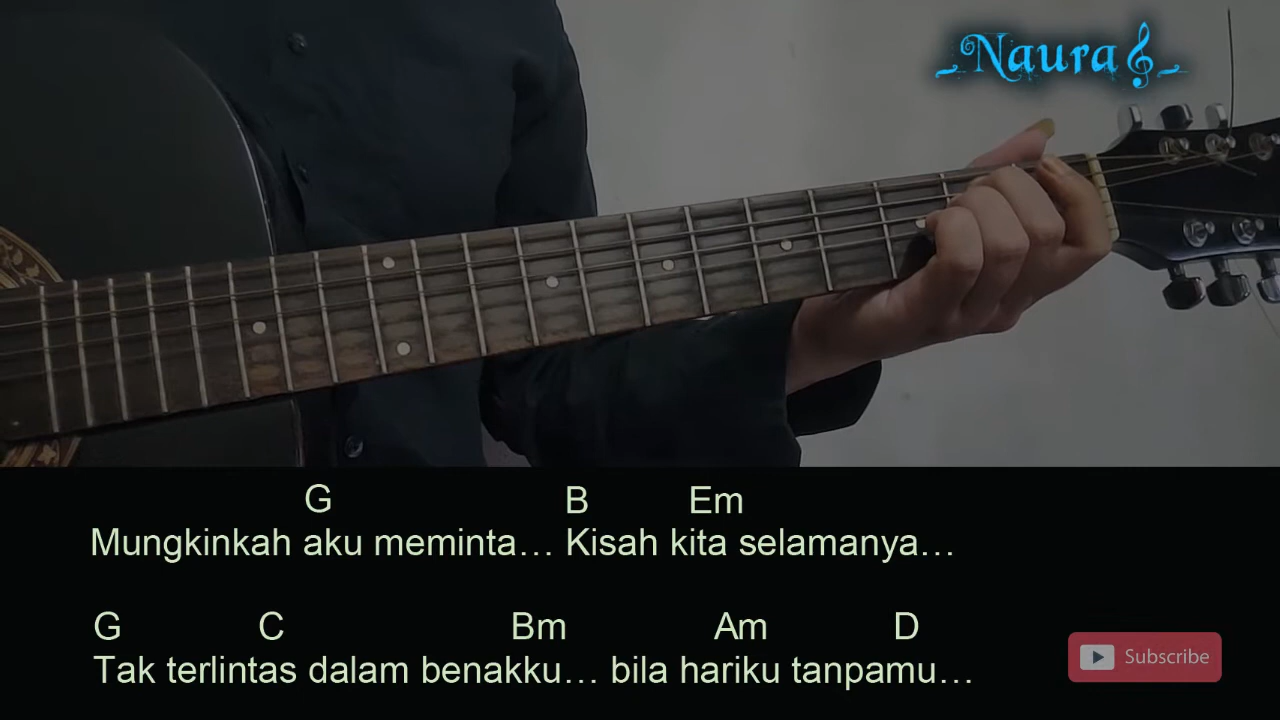 Naura
G B Em
Mungkinkah aku meminta… Kisah kita selamanya…
G C Bm Am D
Tak terlintas dalam benakku… bila hariku tanpamu…
Subscribe